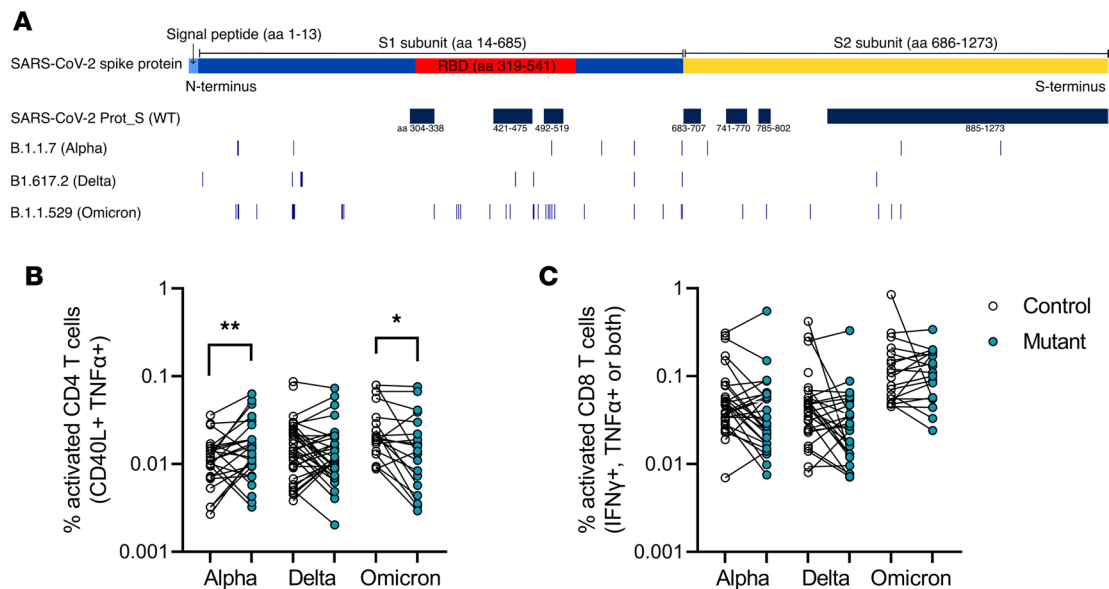 A
Signal peptide (aa 1-13)
S1 subunit (aa 14-685)
S2 subunit (aa 686-1273)
SARS-CoV-2 spike protein
RBD (aa 319-541)
N-terminus
S-terminus
SARS-CoV-2 Prot_S (WT)
aa 304-338
421-475
492-519
683-707
741-770
785-802
885-1273
B.1.1.7 (Alpha)
B1.617.2 (Delta)
B.1.1.529 (Omicron)
B
% activated CD4 T cells
(CD40L+ TNFα+)
1
0.1
0.01
0.001
**
*
Alpha
Delta
Omicron
C
% activated CD8 T cells
(IFNγ+, TNFα+ or both)
1
0.1
0.01
0.001
Alpha
Delta
Omicron
Control
Mutant